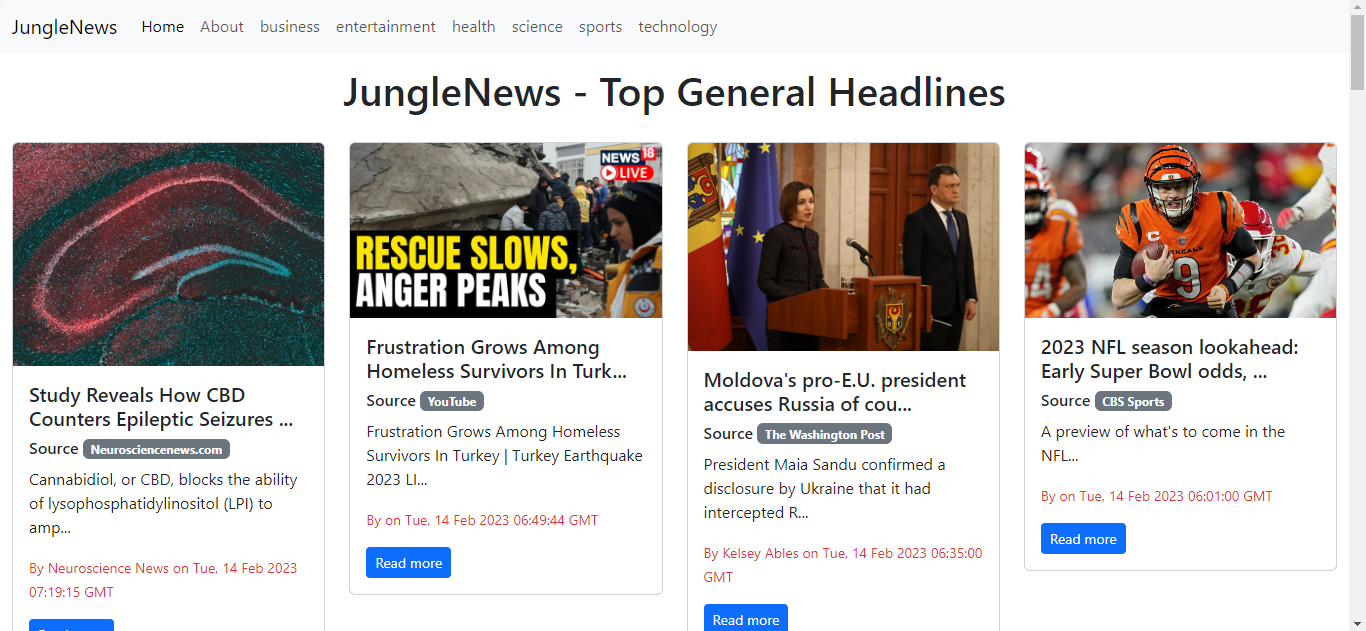 JungleNews Home About business entertainment health science sports technology
JungleNews - Top General Headlines
Study Reveals How CBD
Counters Epileptic Seizures ...
Source Neurosciencenews.com
Cannabidiol, or CBD, blocks the ability
of lysophosphatidylinositol (LPI) to
amp...
By Neuroscience News on Tue, 14 Feb 2023
07:19:15 GMT
NEWS 18
LIVE
RESCUE SLOWS,
ANGER PEAKS
Frustration Grows Among
Homeless Survivors In Turk...
Source YouTube
Frustration Grows Among Homeless
Survivors In Turkey | Turkey Earthquake
2023 LI...
By on Tue, 14 Feb 2023 06:49:44 GMT
Read more
Moldova's pro-E.U. president
accuses Russia of cou...
Source The Washington Post
President Maia Sandu confirmed a
disclosure by Ukraine that it had
intercepted R...
By Kelsey Ables on Tue, 14 Feb 2023 06:35:00
GMT
Read more
BENGALS
9
2023 NFL season lookahead:
Early Super Bowl odds, ...
Source CBS Sports
A preview of what's to come in the
NFL...
By on Tue, 14 Feb 2023 06:01:00 GMT
Read more